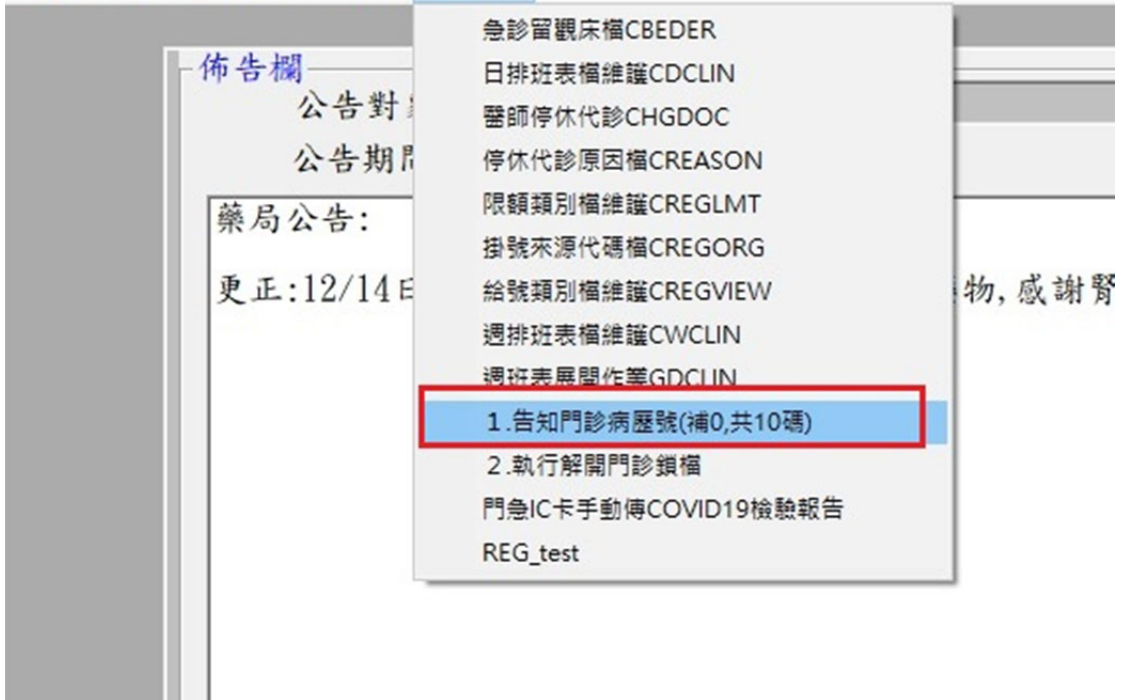 急診留觀床檔CBEDER
日排班表檔維護CDCLIN
醫師停休代診CHGDOC
停休代診原因檔CREASON
限額類別檔維護CREGLMT
掛號來源代碼檔CREGORG
給號類別檔維護CREGVIEW
週排班表檔維護CWCLIN
週班表展開作業GDCLIN
１.告知門診病歷號(補0,共10碼)
２.執行解開門診鎖檔
門急IC卡手動傳COVID19檢驗報告
REG_test
佈告欄
公告對
公告期
藥局公告:
更正:12/14
物,感謝腎